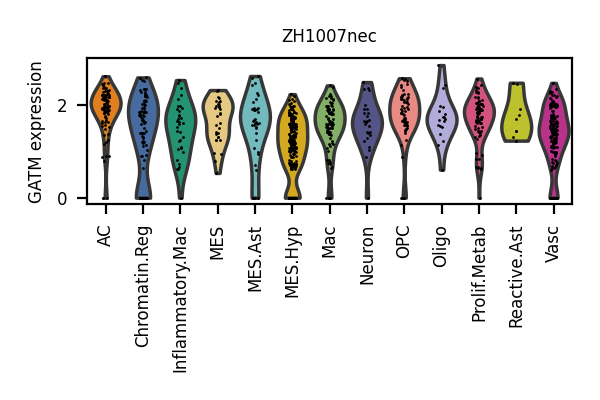 ZH1007nec
GATM expression
2
0
AC
Chromatin.Reg
Inflammatory.Mac
MES
MES.Ast
MES.Hyp
Mac
Neuron
OPC
Oligo
Prolif.Metab
Reactive.Ast
Vasc